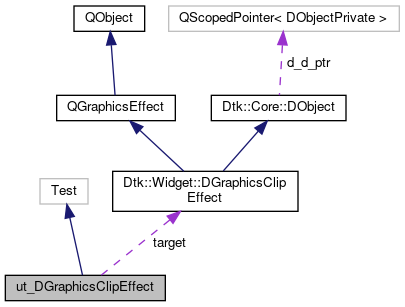 QObject
QScopedPointer< DObjectPrivate >
d_d_ptr
QGraphicsEffect
Dtk::Core::DObject
Test
Dtk::Widget::DGraphicsClip
Effect
target
ut_DGraphicsClipEffect